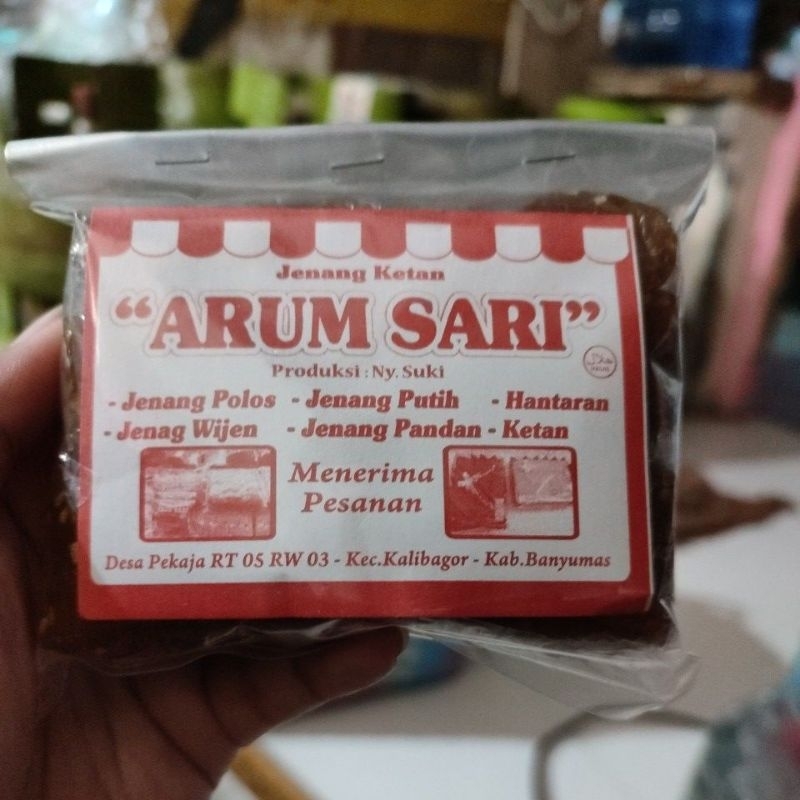 Jenang Ketan
"ARUM SARI"
Produksi : Ny. Suki
- Jenang Polos - Jenang Putih - Hantaran
- Jenag Wijen - Jenang Pandan - Ketan
Menerima
Pesanan
Desa Pekaja RT 05 RW 03 - Kec.Kalibagor - Kab.Banyumas